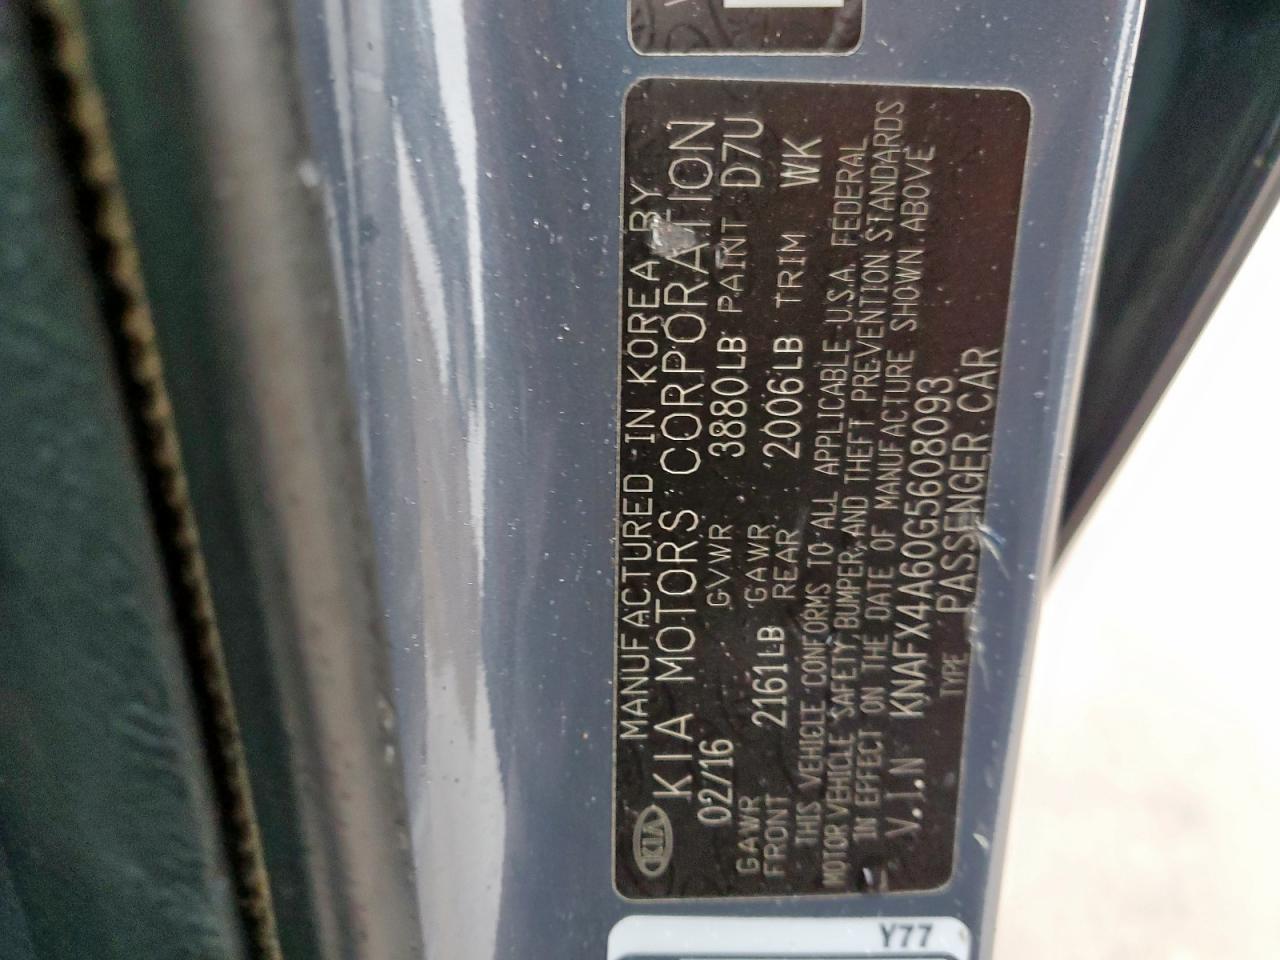 MANUFACTURED IN KOREA BY
KIA KIA MOTORS CORPORATION
02/16 GVWR 3880LB PAINT D7U
GAWR FRONT 2161LB GAWR REAR 2006LB TRIM WK
THIS VEHICLE CONFORMS TO ALL APPLICABLE U.S.A. FEDERAL
MOTOR VEHICLE SAFETY, BUMPER, AND THEFT PREVENTION STANDARDS
IN EFFECT ON THE DATE OF MANUFACTURE SHOWN ABOVE
V.I.N KNAFX4A60G5608093
TYPE PASSENGER CAR
Y77